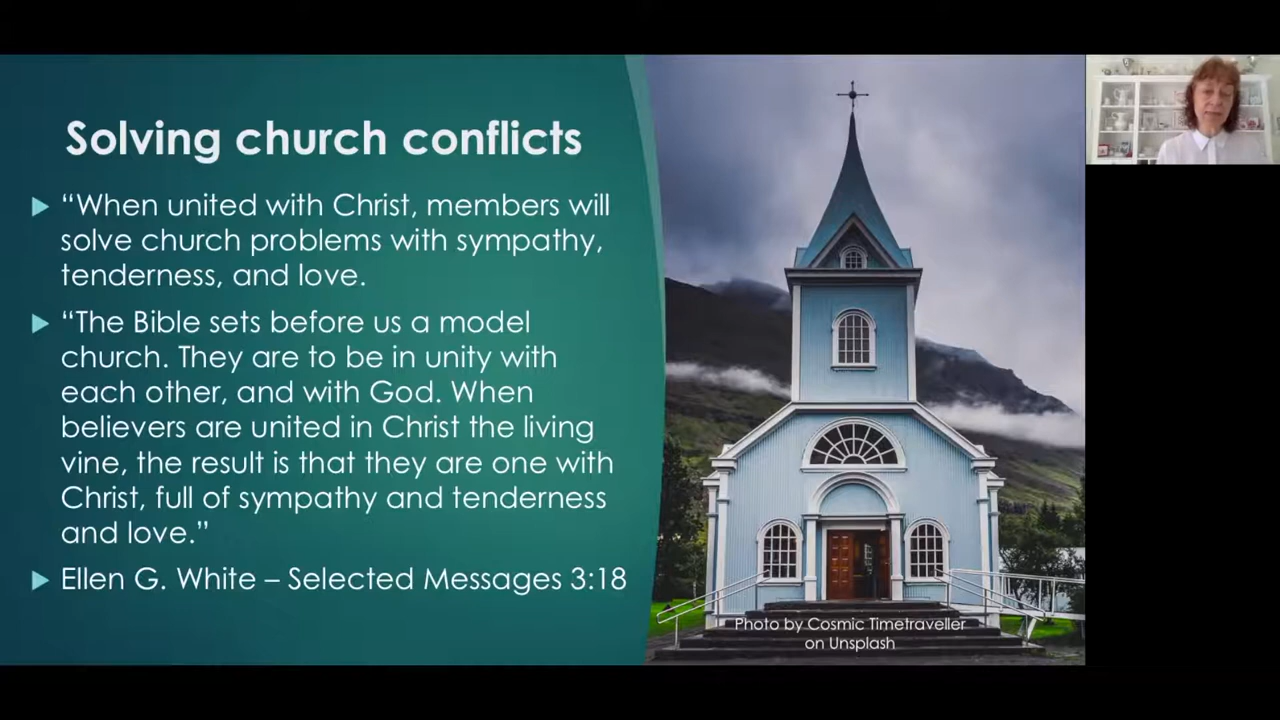 Solving church conflicts
“When united with Christ, members will
solve church problems with sympathy,
tenderness, and love.
“The Bible sets before us a model
church. They are to be in unity with
each other, and with God. When
believers are united in Christ the living
vine, the result is that they are one with
Christ, full of sympathy and tenderness
and love.”
Ellen G. White – Selected Messages 3:18
Photo by Cosmic Timetraveller
on Unsplash